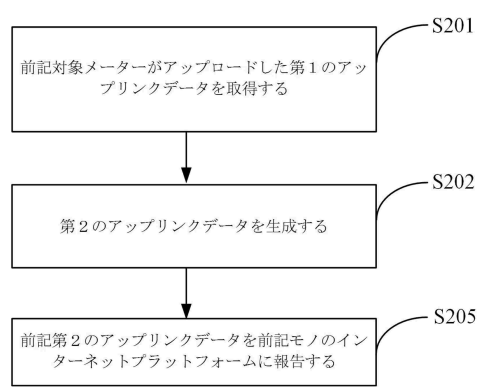 S201
前記対象メーターがアップロードした第１のアッ
プリンクデータを取得する
S202
第２のアップリンクデータを生成する
S205
前記第２のアップリンクデータを前記モノのイン
ターネットプラットフォームに報告する